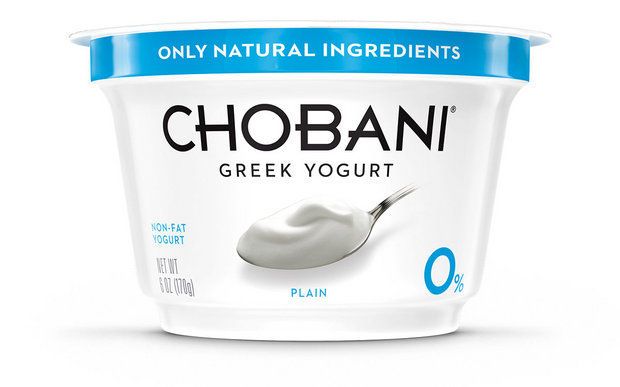 ONLY NATURAL INGREDIENTS
CHOBANI®
GREEK YOGURT
NON-FAT
YOGURT
NET WT
6 OZ (170g)
PLAIN
0%